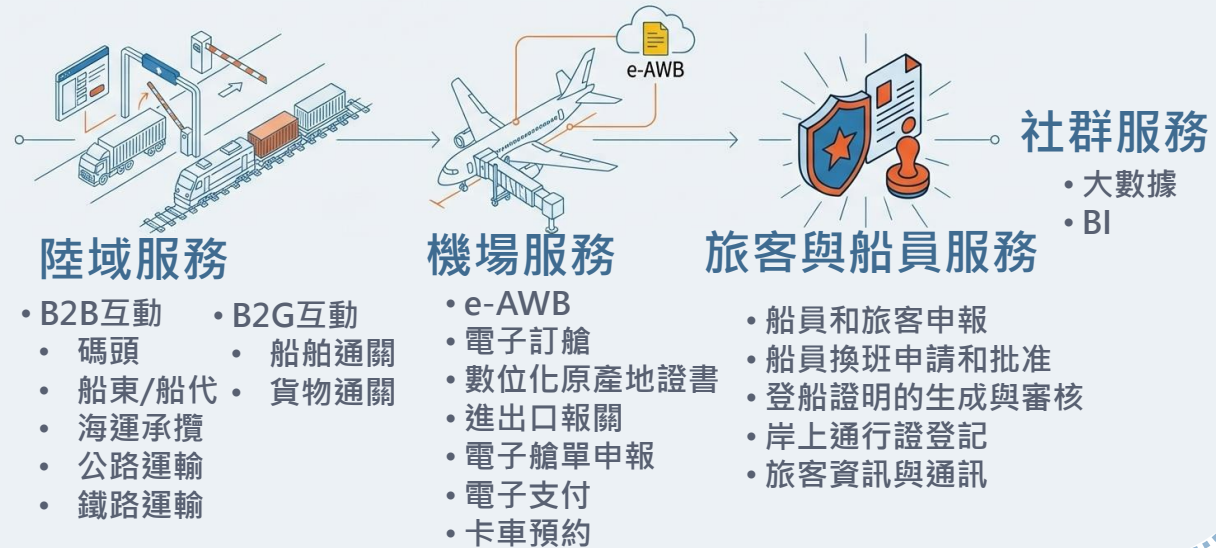 e-AWB
陸域服務
• B2B互動
• 碼頭
• 船東/船代
• 海運承攬
• 公路運輸
• 鐵路運輸
• B2G互動
• 船舶通關
• 貨物通關
機場服務
• e-AWB
• 電子訂艙
• 數位化原產地證書
• 進出口報關
• 電子艙單申報
• 電子支付
• 卡車預約
旅客與船員服務
• 船員和旅客申報
• 船員換班申請和批准
• 登船證明的生成與審核
• 岸上通行證登記
• 旅客資訊與通訊
社群服務
• 大數據
• BI